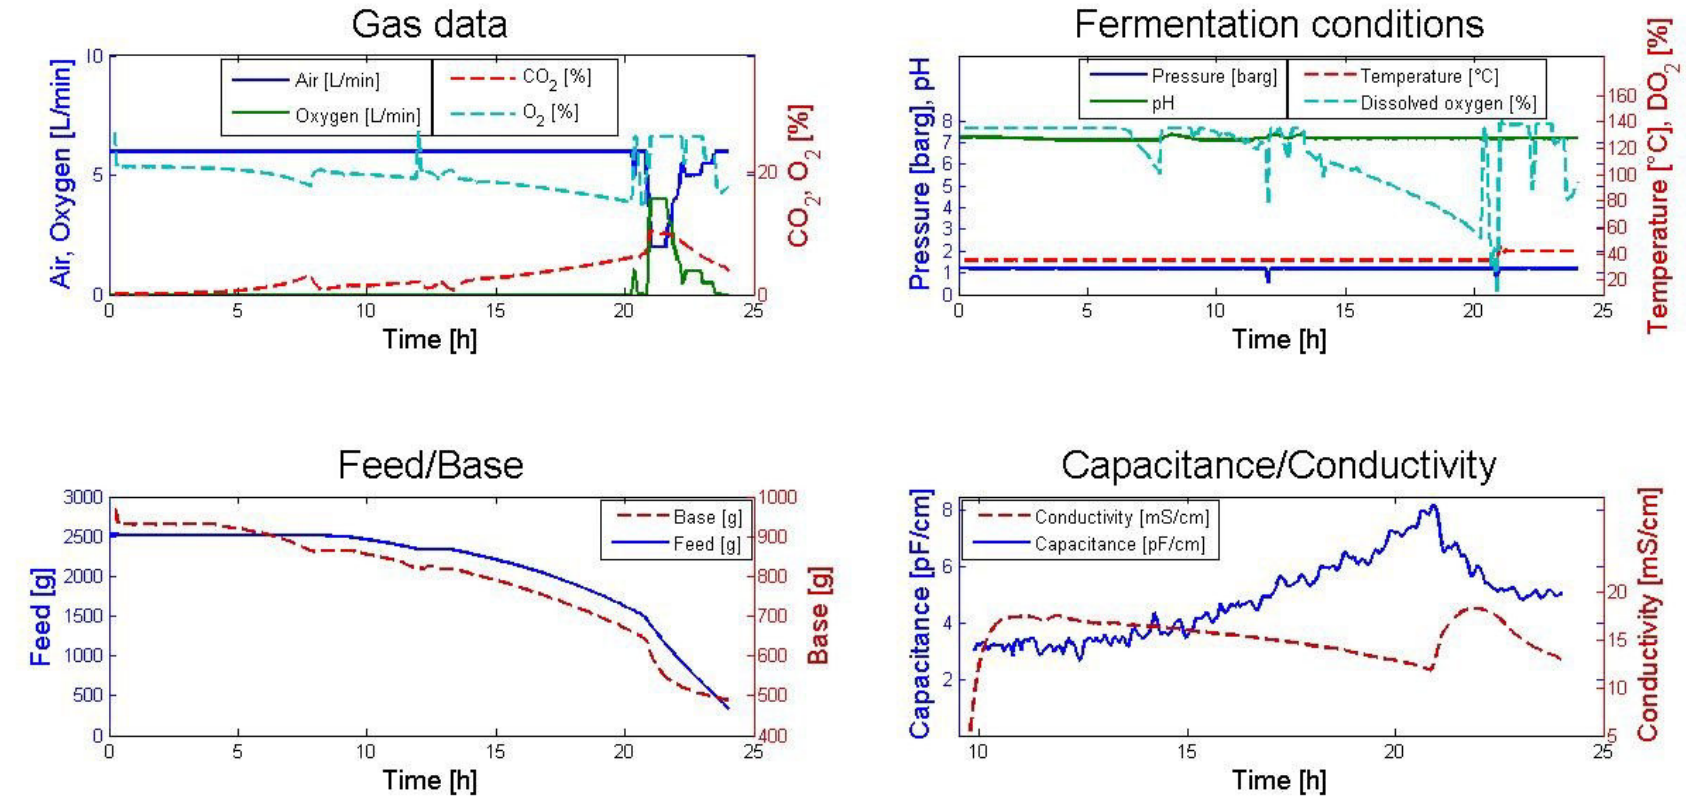 Gas data
Air, Oxygen [L/min]
10
5
0
Air [L/min]
Oxygen [L/min]
CO2 [%]
O2 [%]
20
0
CO2, O2 [%]
0 5 10 15 20 25
Time [h]
Fermentation conditions
Pressure [barg], pH
8
7
6
5
4
3
2
1
0
Pressure [barg]
pH
Temperature [°C]
Dissolved oxygen [%]
160
140
120
100
80
60
40
20
Temperature [°C], DO2 [%]
0 5 10 15 20 25
Time [h]
Feed/Base
Feed [g]
3000
2500
2000
1500
1000
500
0
Base [g]
Feed [g]
1000
900
800
700
600
500
400
Base [g]
0 5 10 15 20 25
Time [h]
Capacitance/Conductivity
Capacitance [pF/cm]
8
6
4
2
Conductivity [mS/cm]
Capacitance [pF/cm]
20
15
10
5
Conductivity [mS/cm]
10 15 20 25
Time [h]